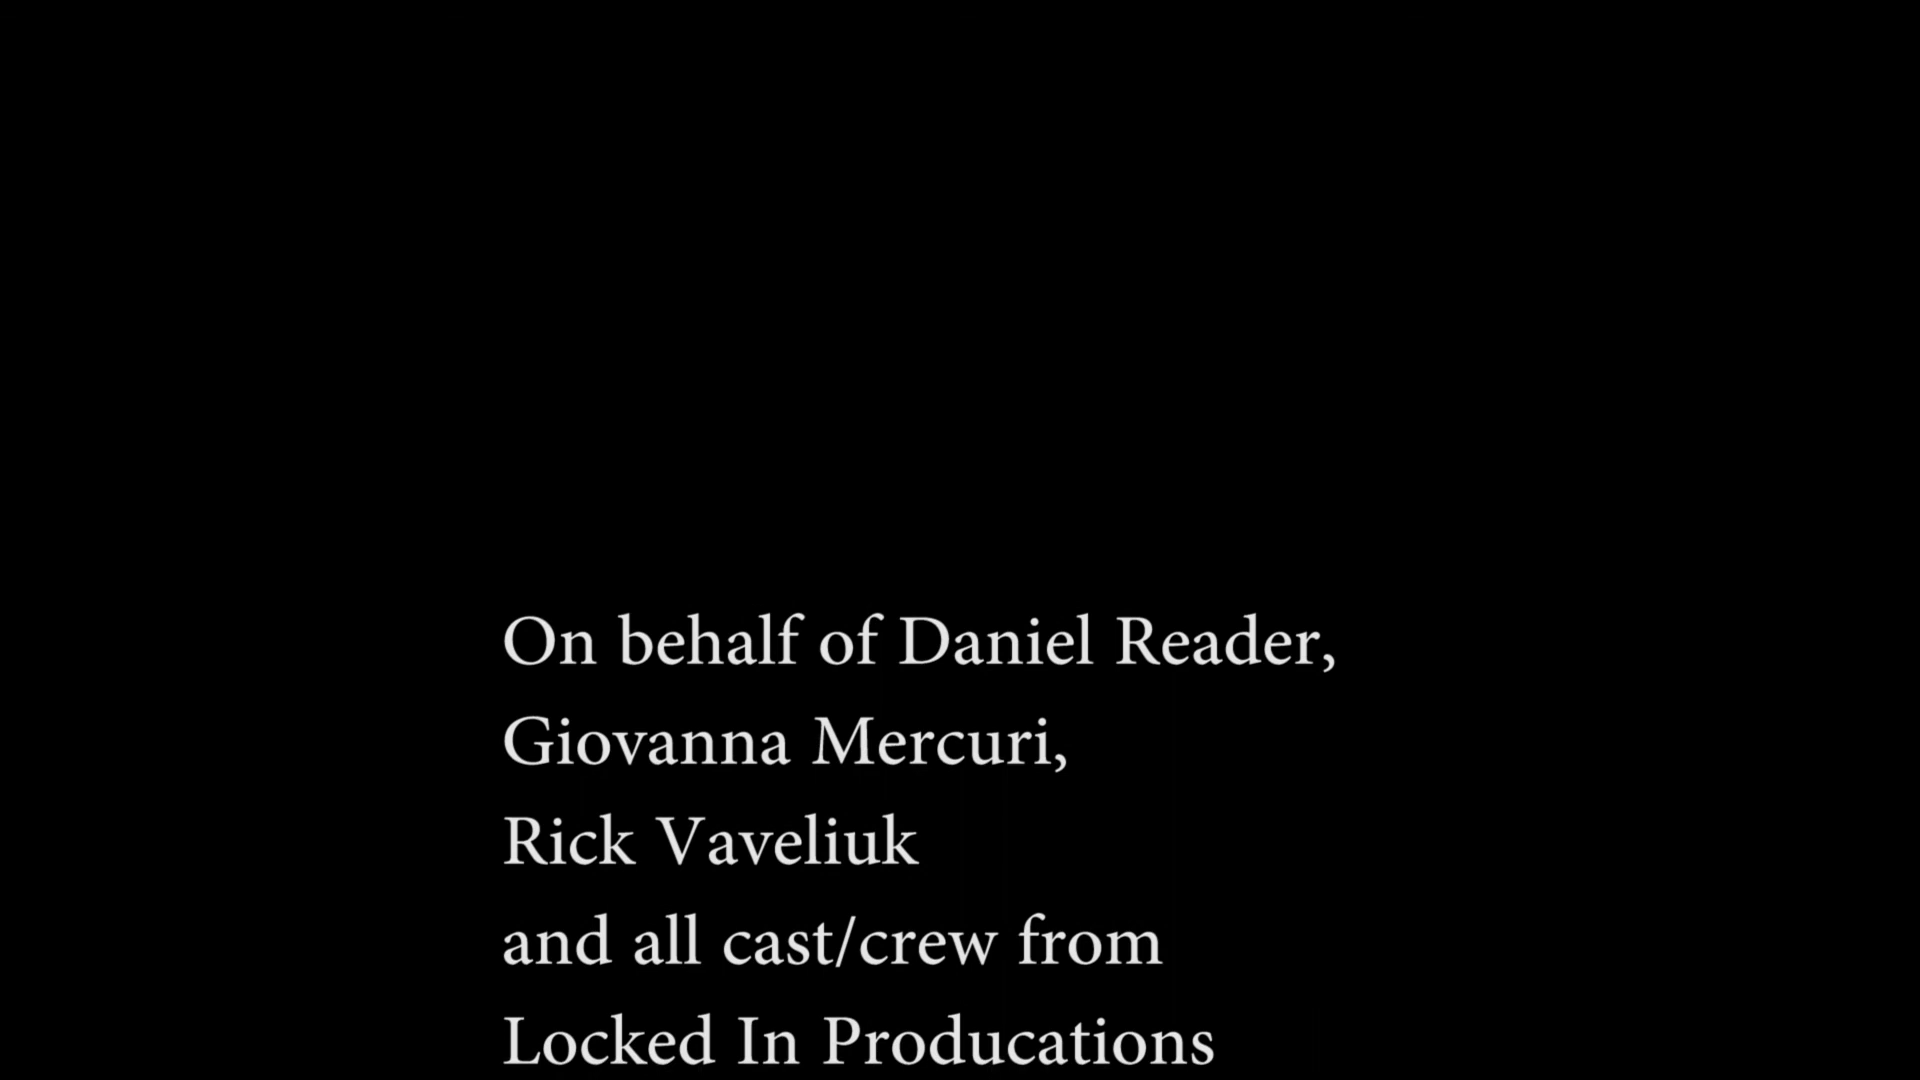 On behalf of Daniel Reader,
Giovanna Mercuri,
Rick Vaveliuk
and all cast/crew from
Locked In Producations